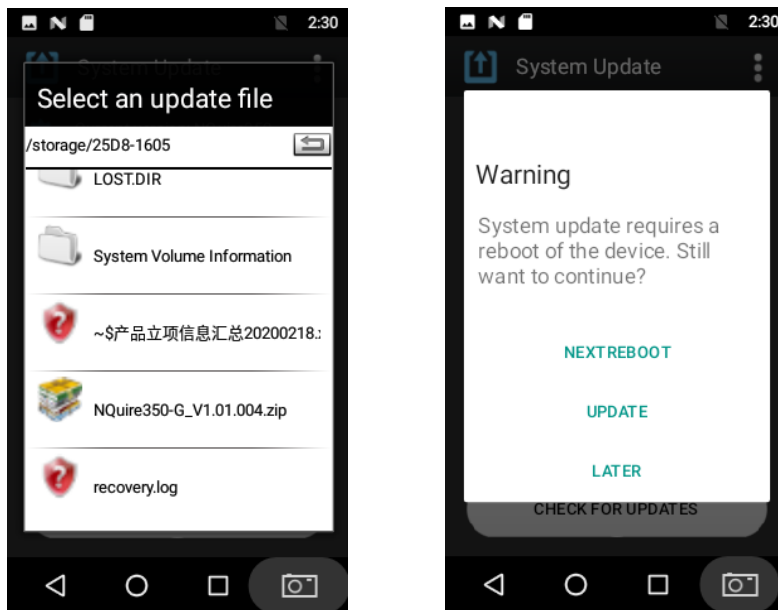 2:30
System Update
Select an update file
/storage/25D8-1605
LOST.DIR
System Volume Information
~$产品立项信息汇总20200218.
NQuire350-G_V1.01.004.zip
recovery.log
2:30
System Update
Warning
System update requires a
reboot of the device. Still
want to continue?
NEXTREBOOT
UPDATE
LATER
CHECK FOR UPDATES